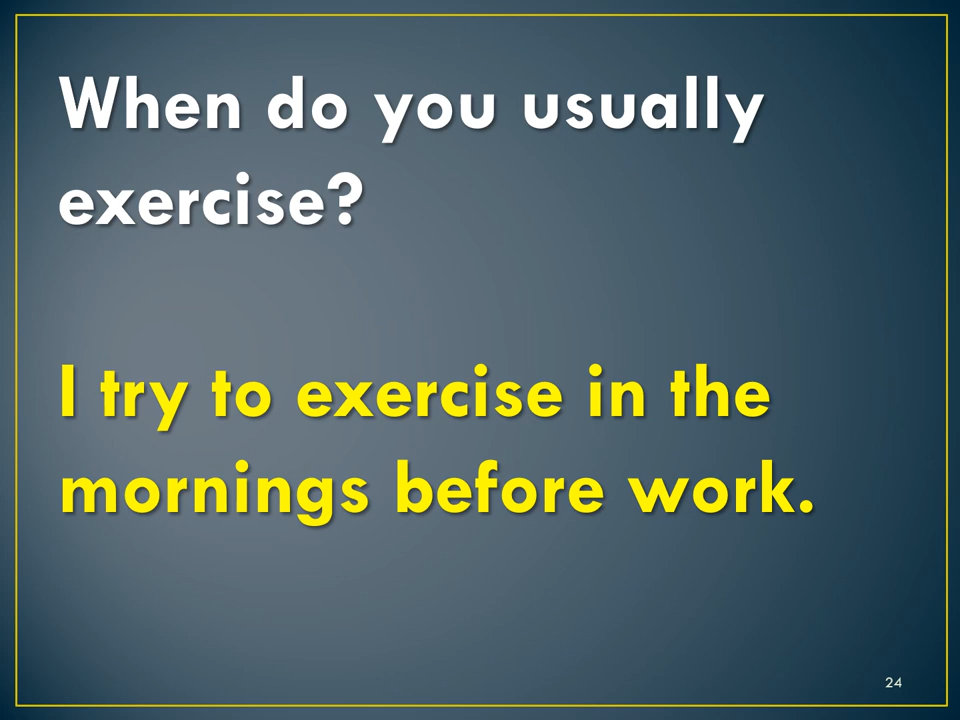 When do you usually
exercise?
I try to exercise in the
mornings before work.
24